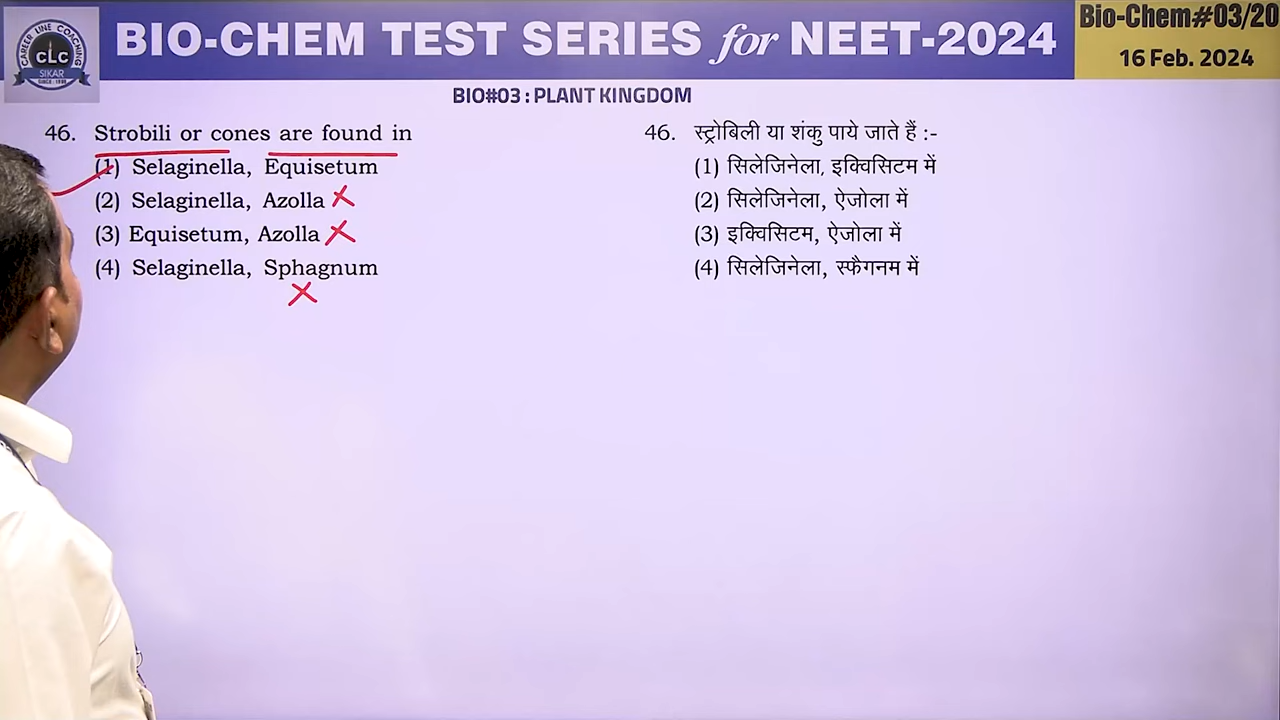 CAREER LINE COACHING
CLC
SIKAR
BIO-CHEM TEST SERIES for NEET-2024
Bio-Chem#03/20
16 Feb. 2024
BIO#03 : PLANT KINGDOM
46. Strobili or cones are found in
(1) Selaginella, Equisetum
(2) Selaginella, Azolla
(3) Equisetum, Azolla
(4) Selaginella, Sphagnum
46. स्ट्रोबिली या शंकु पाये जाते हैं :-
(1) सिलेजिनेला, इक्विसिटम में
(2) सिलेजिनेला, ऐजोला में
(3) इक्विसिटम, ऐजोला में
(4) सिलेजिनेला, स्फैगनम में